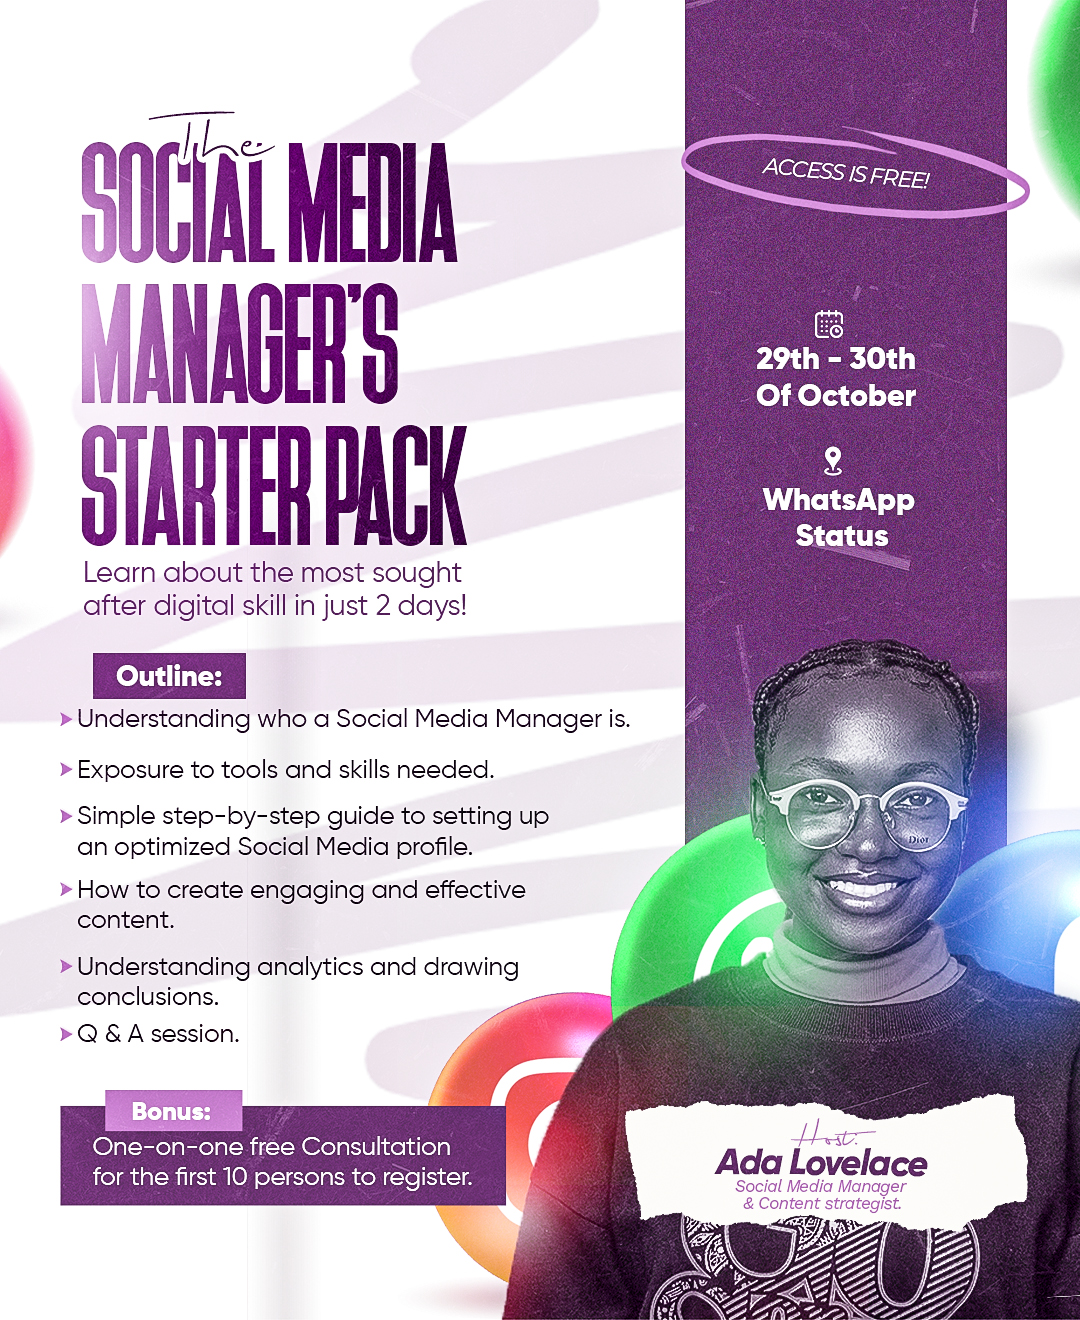 The
SOCIAL MEDIA
MANAGER'S
STARTER PACK
Learn about the most sought
after digital skill in just 2 days!
ACCESS IS FREE!
29th - 30th
Of October
WhatsApp
Status
Outline:
Understanding who a Social Media Manager is.
Exposure to tools and skills needed.
Simple step-by-step guide to setting up
an optimized Social Media profile.
How to create engaging and effective
content.
Understanding analytics and drawing
conclusions.
Q & A session.
Bonus:
One-on-one free Consultation
for the first 10 persons to register.
Dior
Host:
Ada Lovelace
Social Media Manager
& Content strategist.